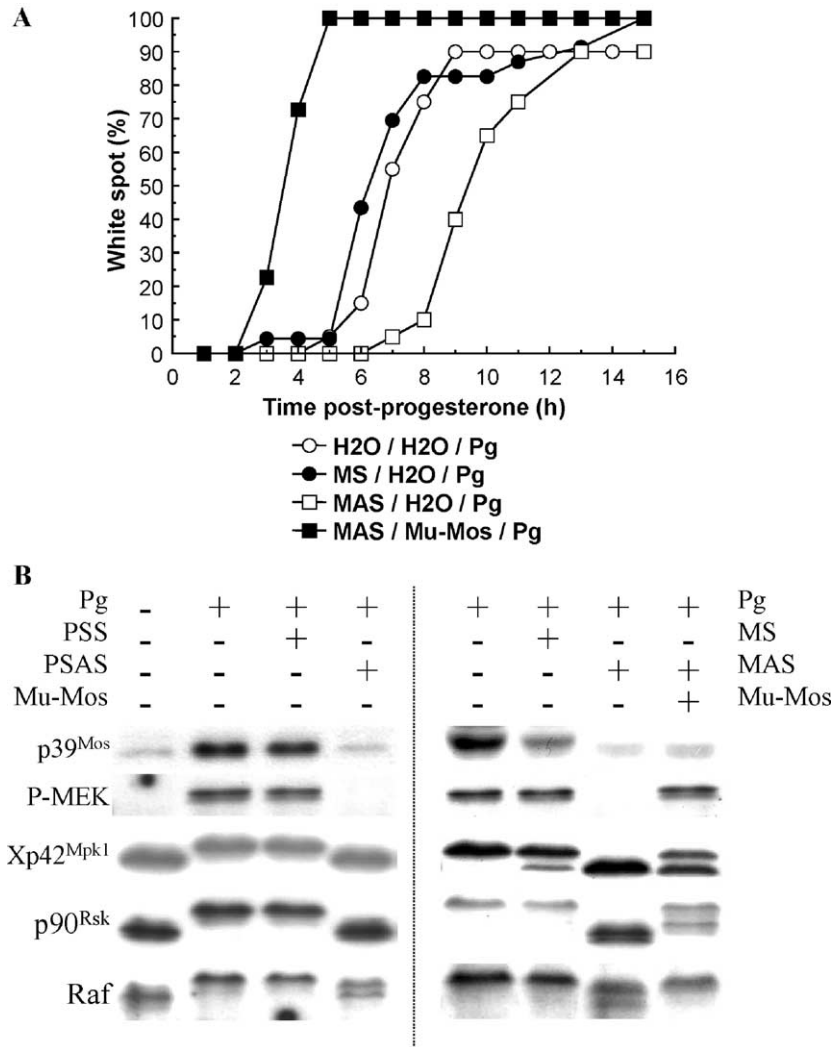 A
White spot (%)
100
90
80
70
60
50
40
30
20
10
0
0 2 4 6 8 10 12 14 16
Time post-progesterone (h)
H2O / H2O / Pg
MS / H2O / Pg
MAS / H2O / Pg
MAS / Mu-Mos / Pg
B
Pg - + + + + + + + Pg
PSS - - + - - + - - MS
PSAS - - - + - - + + MAS
Mu-Mos - - - - - - - + Mu-Mos
p39Mos
P-MEK
Xp42Mpk1
p90Rsk
Raf